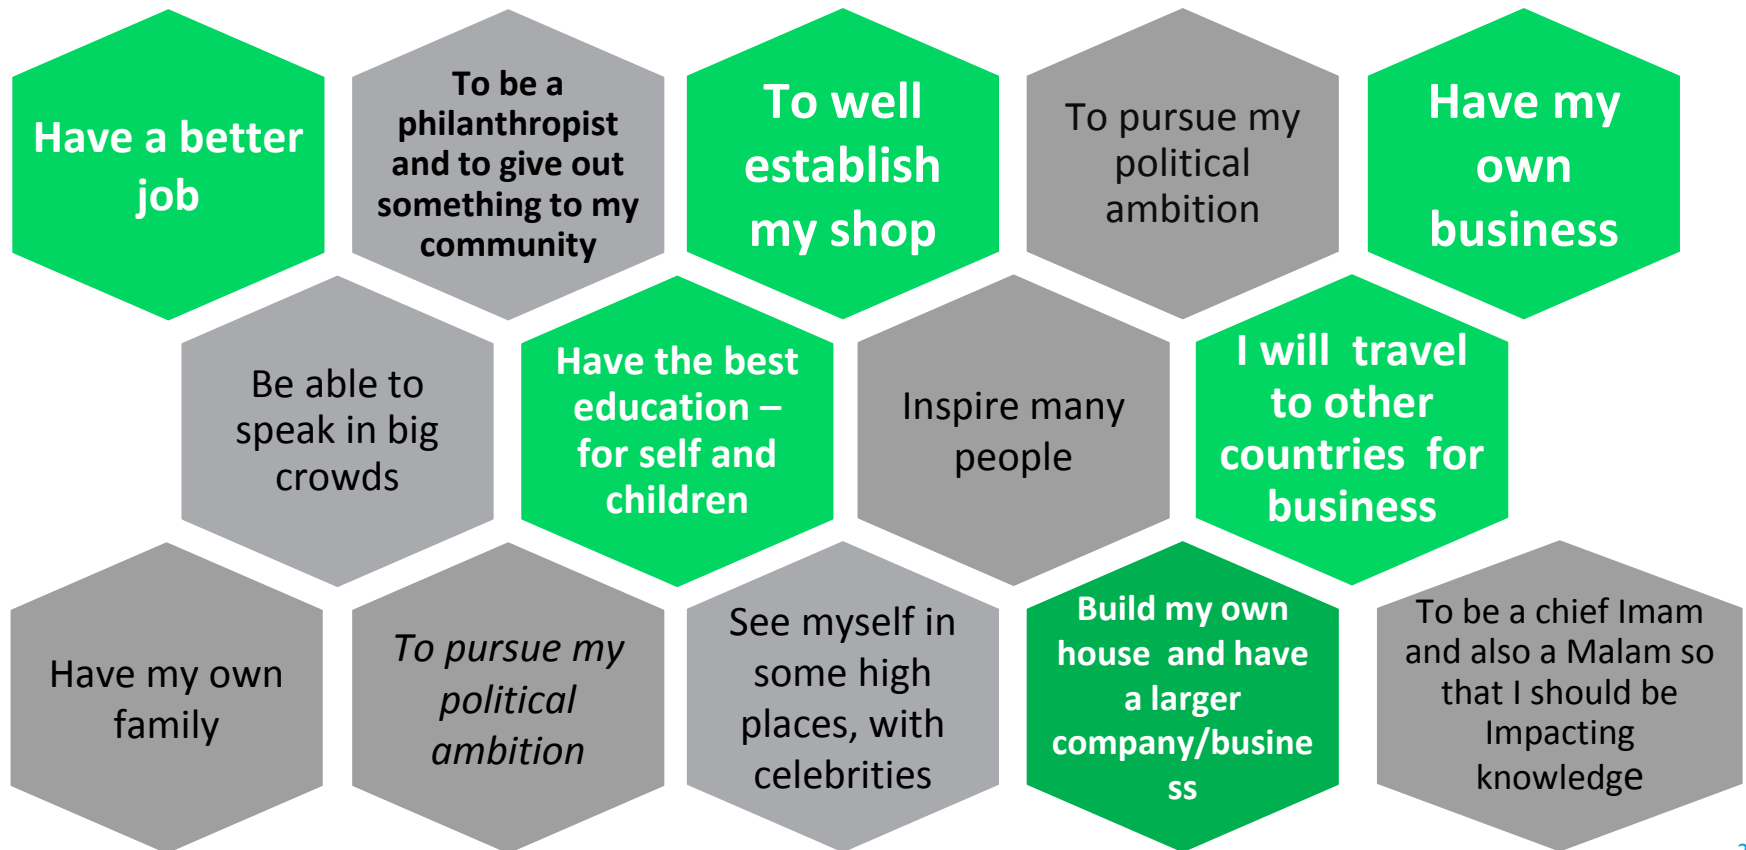 Have a better
job
To be a
philanthropist
and to give out
something to my
community
To well
establish
my shop
To pursue my
political
ambition
Have my
own
business
Be able to
speak in big
crowds
Have the best
education –
for self and
children
Inspire many
people
I will  travel
to other
countries  for
business
Have my own
family
To pursue my
political
ambition
See myself in
some high
places, with
celebrities
Build my own
house  and have
a larger
company/busine
ss
To be a chief Imam
and also a Malam so
that I should be
Impacting
knowledge